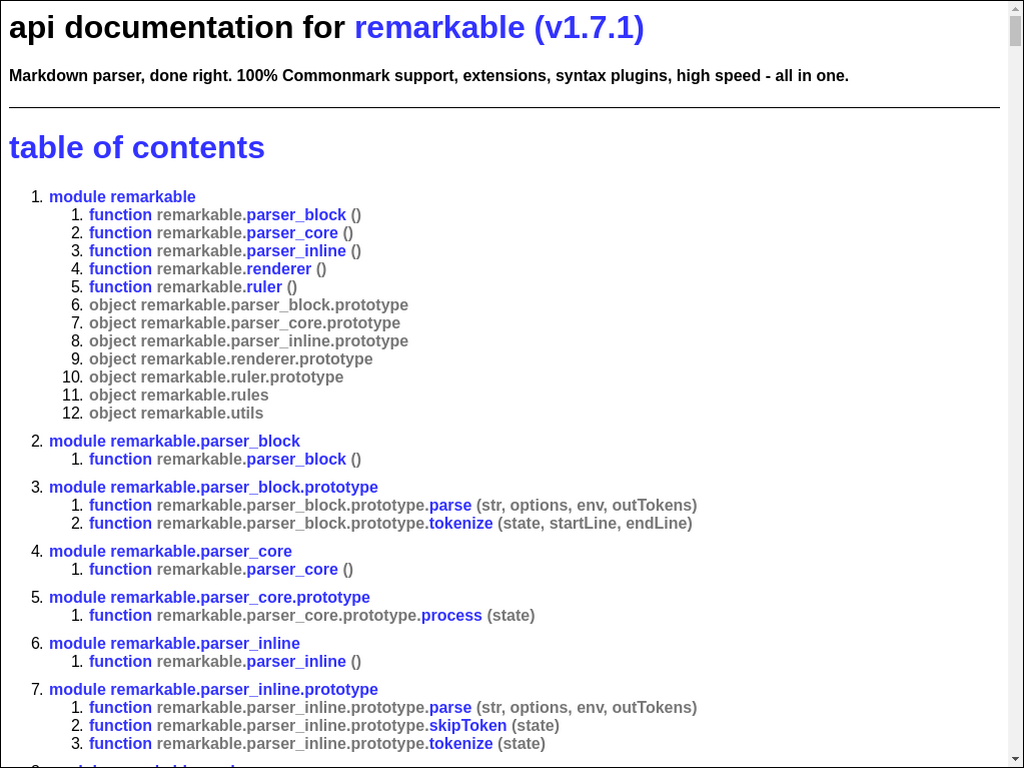 api documentation for remarkable (v1.7.1)
Markdown parser, done right. 100% Commonmark support, extensions, syntax plugins, high speed - all in one.
table of contents
1. module remarkable
1. function remarkable.parser_block ()
2. function remarkable.parser_core ()
3. function remarkable.parser_inline ()
4. function remarkable.renderer ()
5. function remarkable.ruler ()
6. object remarkable.parser_block.prototype
7. object remarkable.parser_core.prototype
8. object remarkable.parser_inline.prototype
9. object remarkable.renderer.prototype
10. object remarkable.ruler.prototype
11. object remarkable.rules
12. object remarkable.utils
2. module remarkable.parser_block
1. function remarkable.parser_block ()
3. module remarkable.parser_block.prototype
1. function remarkable.parser_block.prototype.parse (str, options, env, outTokens)
2. function remarkable.parser_block.prototype.tokenize (state, startLine, endLine)
4. module remarkable.parser_core
1. function remarkable.parser_core ()
5. module remarkable.parser_core.prototype
1. function remarkable.parser_core.prototype.process (state)
6. module remarkable.parser_inline
1. function remarkable.parser_inline ()
7. module remarkable.parser_inline.prototype
1. function remarkable.parser_inline.prototype.parse (str, options, env, outTokens)
2. function remarkable.parser_inline.prototype.skipToken (state)
3. function remarkable.parser_inline.prototype.tokenize (state)